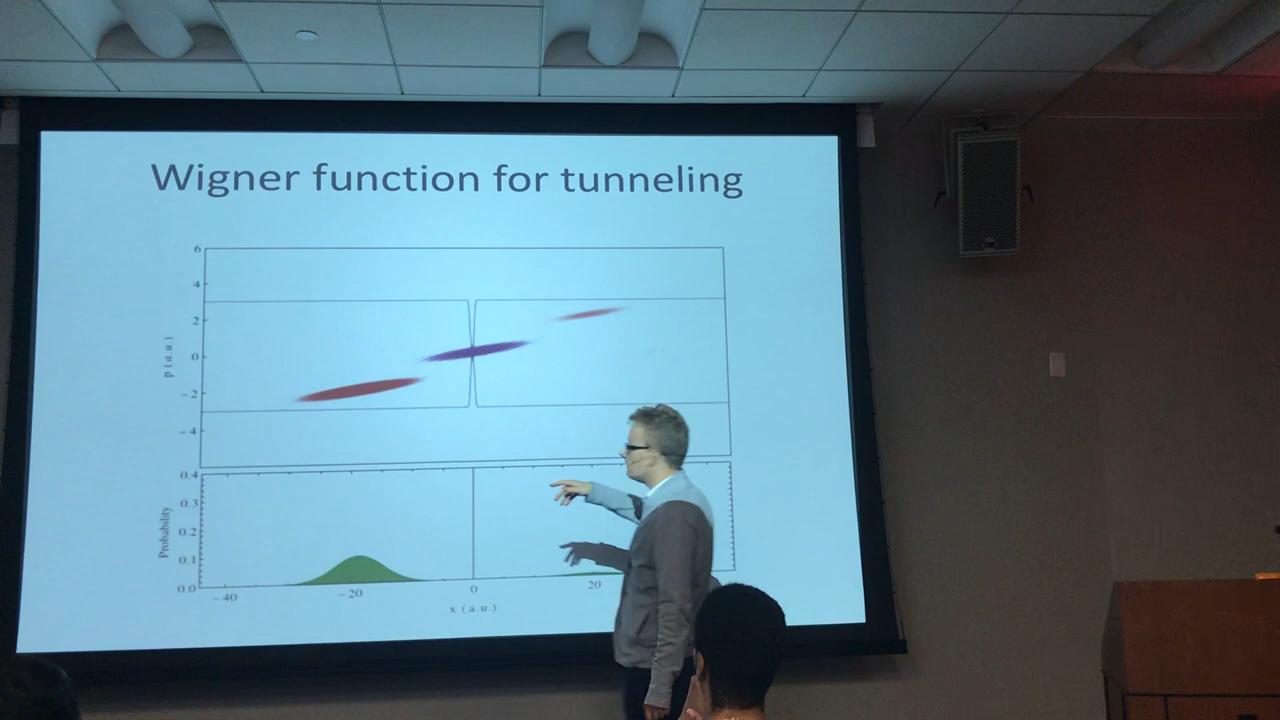 Wigner function for tunneling
6
4
2
0
−2
−4
p (a.u.)
0.4
0.3
0.2
0.1
0.0
Probability
−40 −20 0 20
x (a.u.)